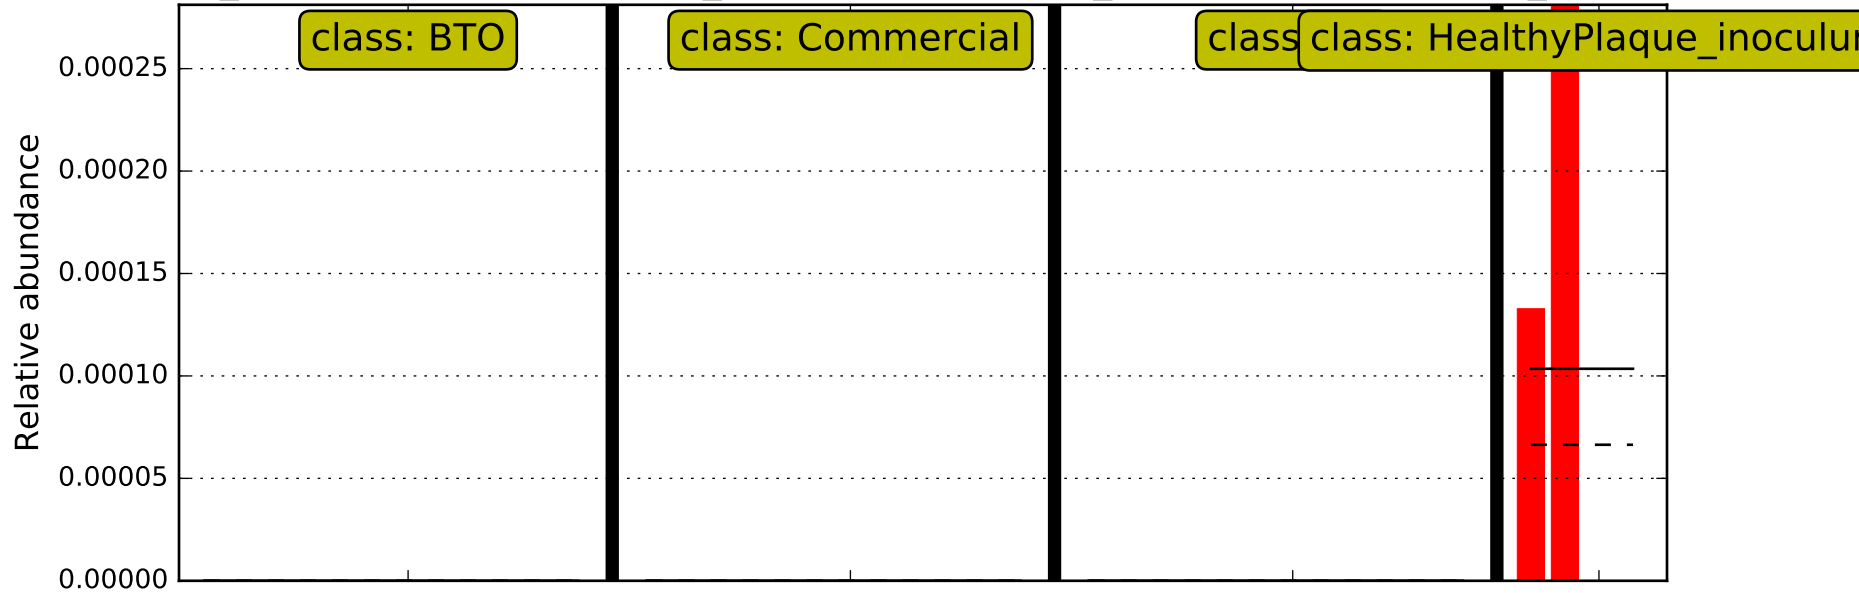 class: BTO
class: Commercial
class
class: HealthyPlaque_inoculu
0.00025
0.00020
0.00015
0.00010
0.00005
0.00000
Relative abundance